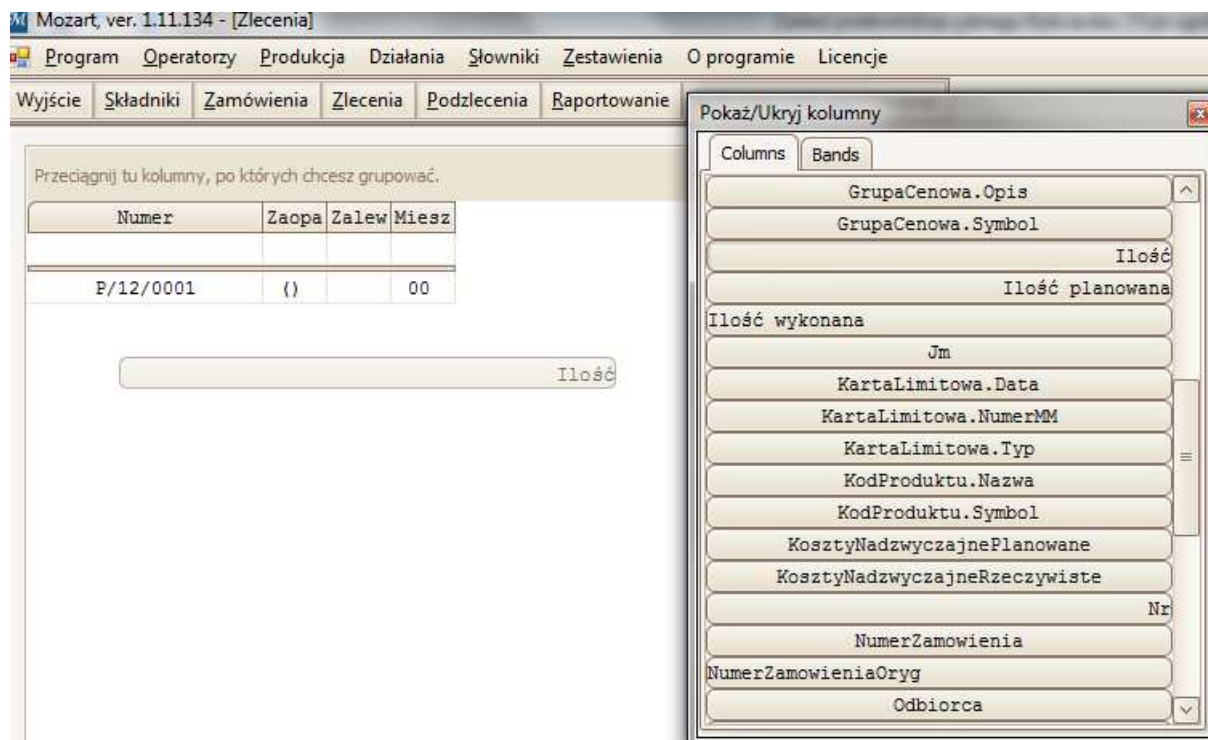 Mozart, ver. 1.11.134 - [Zlecenia]
Program Operatorzy Produkcja Działania Słowniki Zestawienia O programie Licencje
Wyjście Składniki Zamówienia Zlecenia Podzlecenia Raportowanie
Przeciągnij tu kolumny, po których chcesz grupować.
Numer Zaopa Zalew Miesz
P/12/0001 () 00
Ilość
Pokaż/Ukryj kolumny
Columns Bands
GrupaCenowa.Opis
GrupaCenowa.Symbol
Ilość
Ilość planowana
Ilość wykonana
Jm
KartaLimitowa.Data
KartaLimitowa.NumerMM
KartaLimitowa.Typ
KodProduktu.Nazwa
KodProduktu.Symbol
KosztyNadzwyczajnePlanowane
KosztyNadzwyczajneRzeczywiste
Nr
NumerZamowienia
NumerZamowieniaOryg
Odbiorca